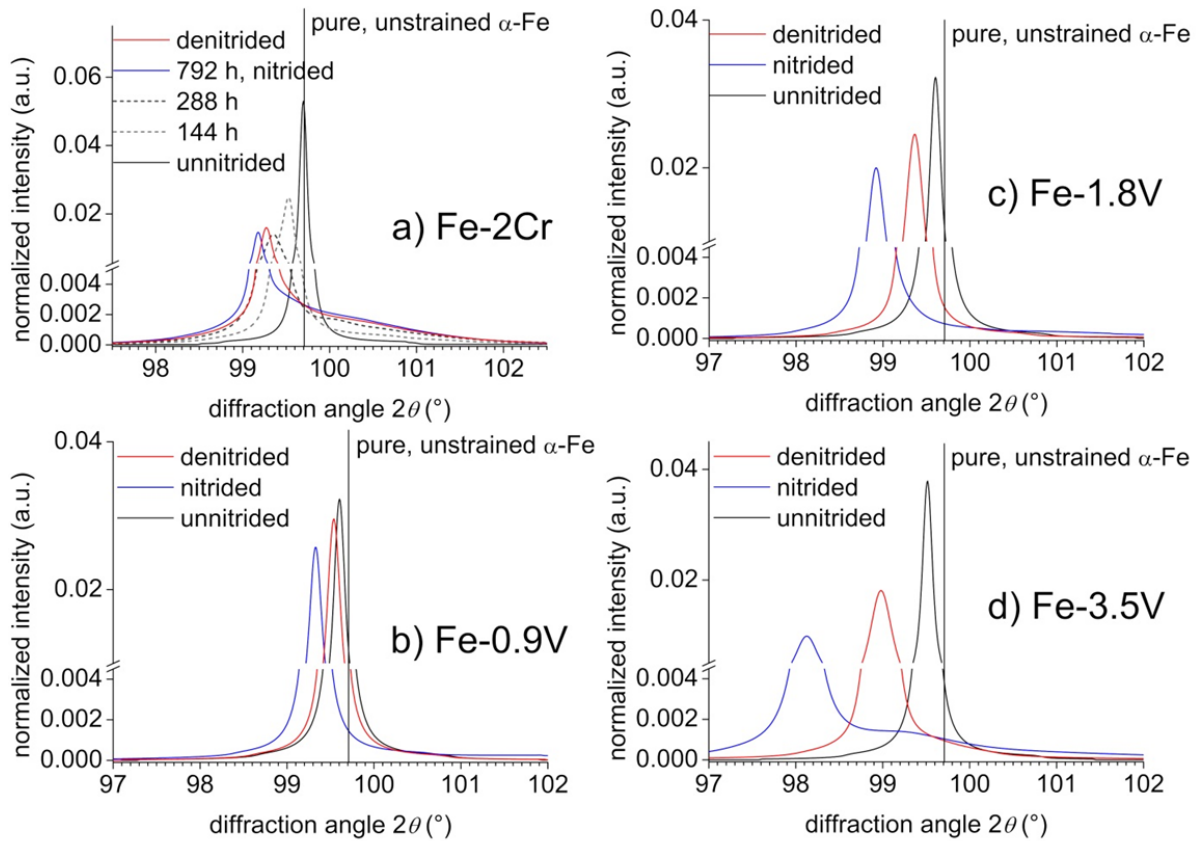 pure, unstrained α-Fe
denitrided
792 h, nitrided
288 h
144 h
unnitrided
a) Fe-2Cr
normalized intensity (a.u.)
0.06
0.04
0.02
0.004
0.002
0.000
98 99 100 101 102
diffraction angle 2θ (°)
0.04
pure, unstrained α-Fe
denitrided
nitrided
unnitrided
c) Fe-1.8V
normalized intensity (a.u.)
0.02
0.004
0.002
0.000
97 98 99 100 101 102
diffraction angle 2θ (°)
0.04
pure, unstrained α-Fe
denitrided
nitrided
unnitrided
b) Fe-0.9V
normalized intensity (a.u.)
0.02
0.004
0.002
0.000
97 98 99 100 101 102
diffraction angle 2θ (°)
0.04
pure, unstrained α-Fe
denitrided
nitrided
unnitrided
d) Fe-3.5V
normalized intensity (a.u.)
0.02
0.004
0.002
0.000
97 98 99 100 101 102
diffraction angle 2θ (°)